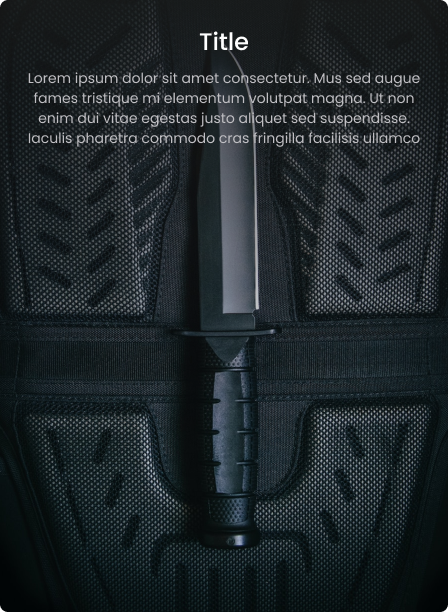 Title
Lorem ipsum dolor sit amet consectetur. Mus sed augue
fames tristique mi elementum volutpat magna. Ut non
enim dui vitae egestas justo aliquet sed suspendisse.
Iaculis pharetra commodo cras fringilla facilisis ullamco